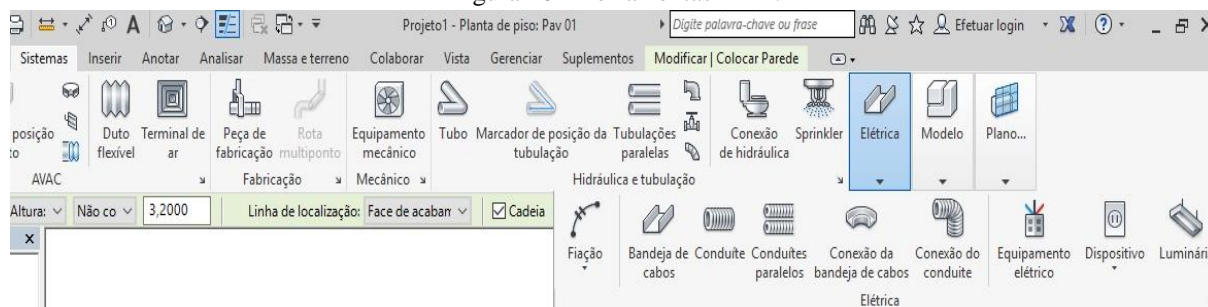 Projeto1 - Planta de piso: Pav 01
Digite palavra-chave ou frase
Efetuar login
Sistemas Inserir Anotar Analisar Massa e terreno Colaborar Vista Gerenciar Suplementos Modificar | Colocar Parede
posição
Duto flexível
Terminal de ar
Peça de fabricação
Rota multiponto
Equipamento mecânico
Tubo
Marcador de posição da tubulação
Tubulações paralelas
Conexão de hidráulica
Sprinkler
Elétrica
Modelo
Plano...
AVAC
Fabricação
Mecânico
Hidráulica e tubulação
Altura: Não co 3,2000 Linha de localização: Face de acaban Cadeia
Fiação
Bandeja de cabos
Conduíte
Conduítes paralelos
Conexão da bandeja de cabos
Conexão do conduíte
Equipamento elétrico
Dispositivo
Luminári
Elétrica